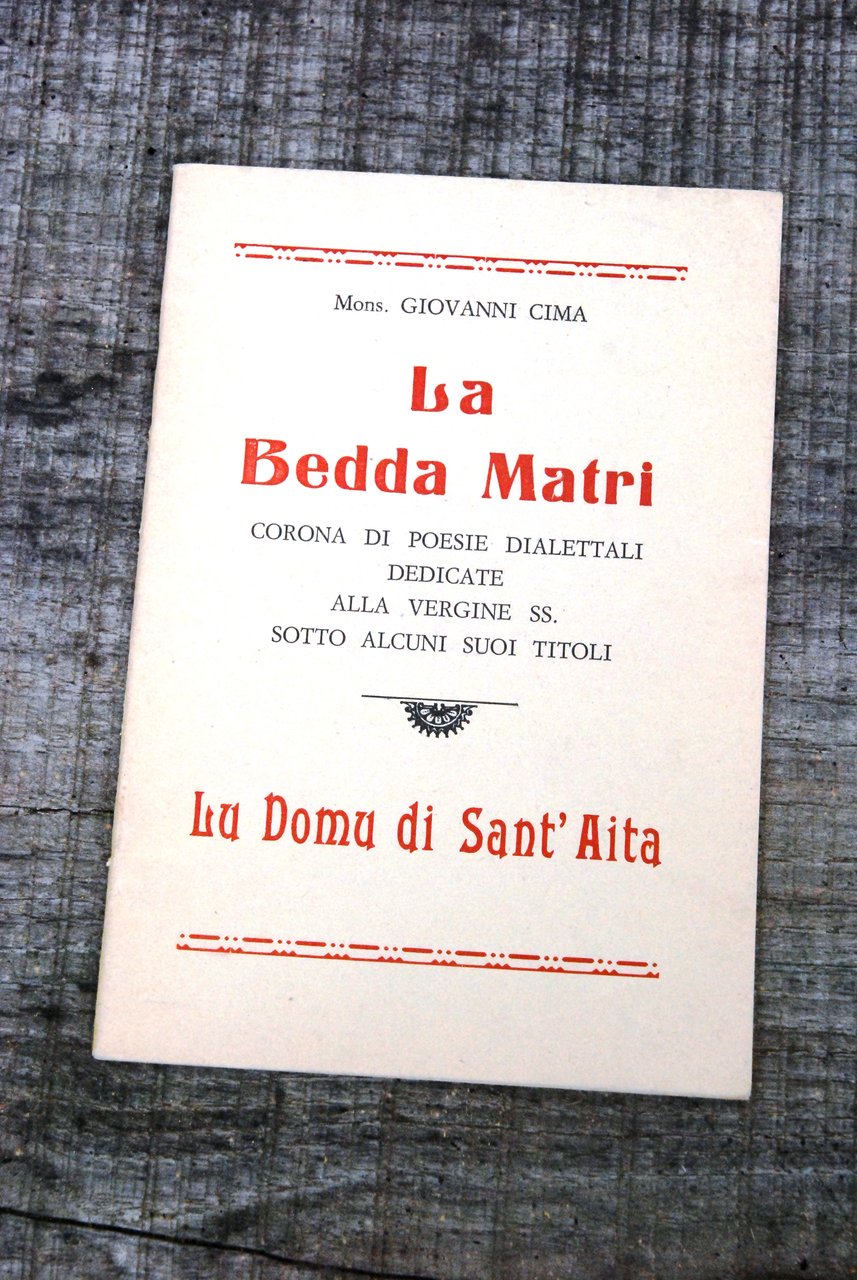 Mons. GIOVANNI CIMA
La
Bedda Matri
CORONA DI POESIE DIALETTALI
DEDICATE
ALLA VERGINE SS.
SOTTO ALCUNI SUOI TITOLI
Lu Domu di Sant'Aita